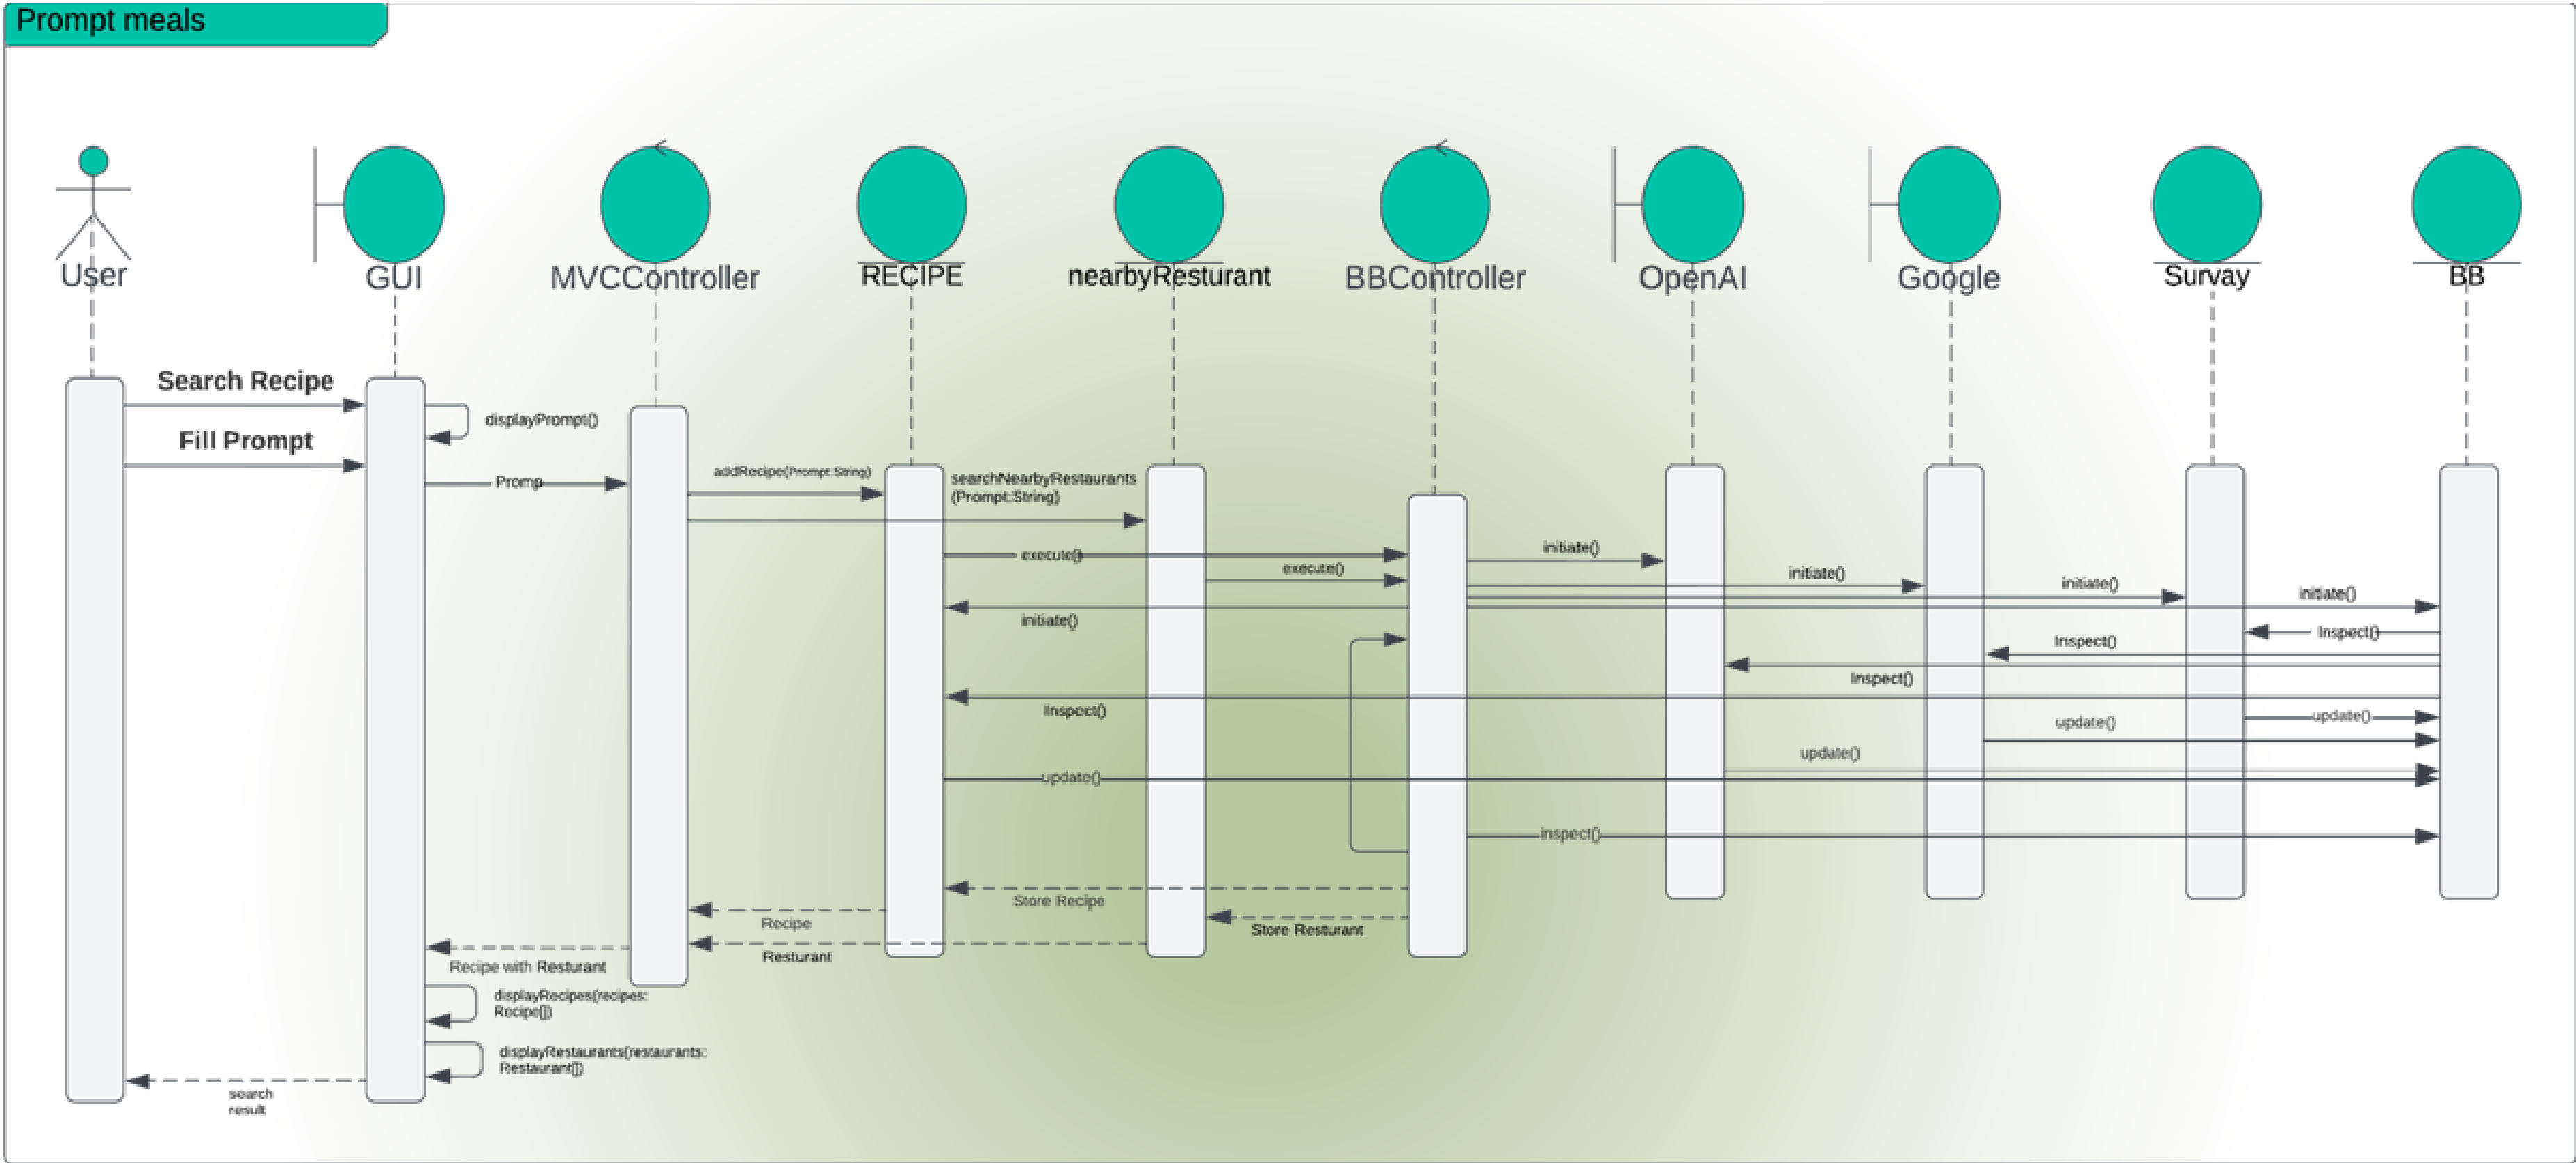 Prompt meals
User
GUI
MVCController
RECIPE
nearbyResturant
BBController
OpenAI
Google
Survay
BB
Search Recipe
displayPrompt()
Fill Prompt
Promp
addRecipe(Prompt:String)
searchNearbyRestaurants
(Prompt:String)
execute()
initiate()
execute()
initiate()
initiate()
initiate()
initiate()
Inspect()
Inspect()
Inspect()
Inspect()
update()
update()
update()
update()
inspect()
Store Recipe
Recipe
Store Resturant
Resturant
Recipe with Resturant
displayRecipes(recipes:
Recipe[])
displayRestaurants(restaurants:
Restaurant[])
search
result